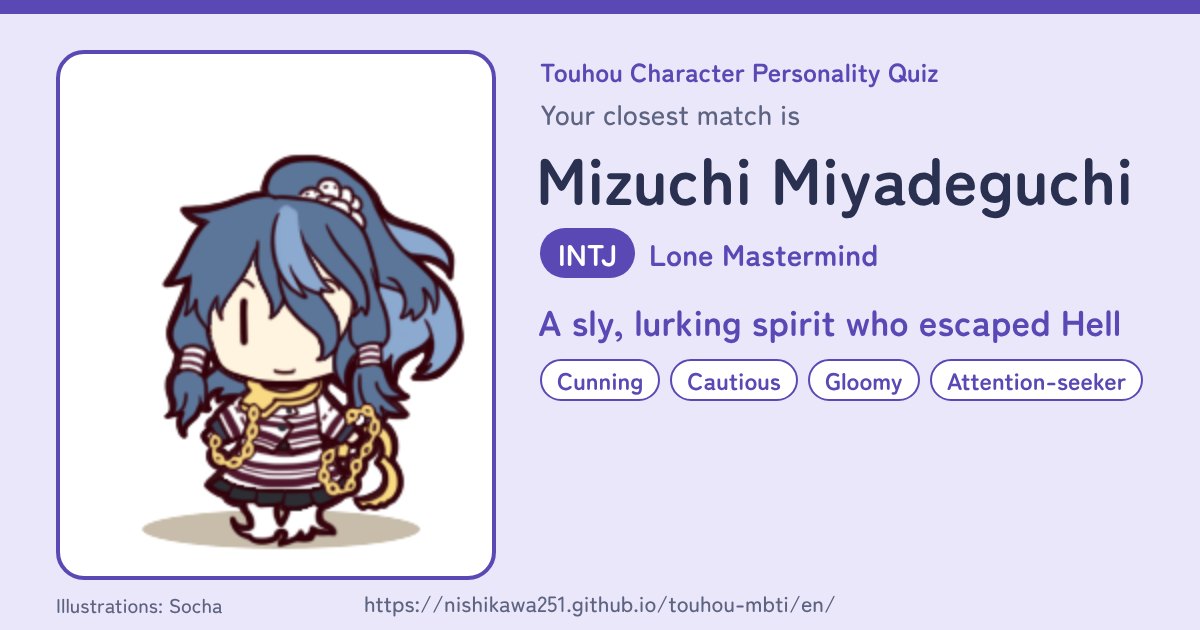 Touhou Character Personality Quiz
Your closest match is
Mizuchi Miyadeguchi
INTJ Lone Mastermind
A sly, lurking spirit who escaped Hell
Cunning Cautious Gloomy Attention-seeker
Illustrations: Socha https://nishikawa251.github.io/touhou-mbti/en/